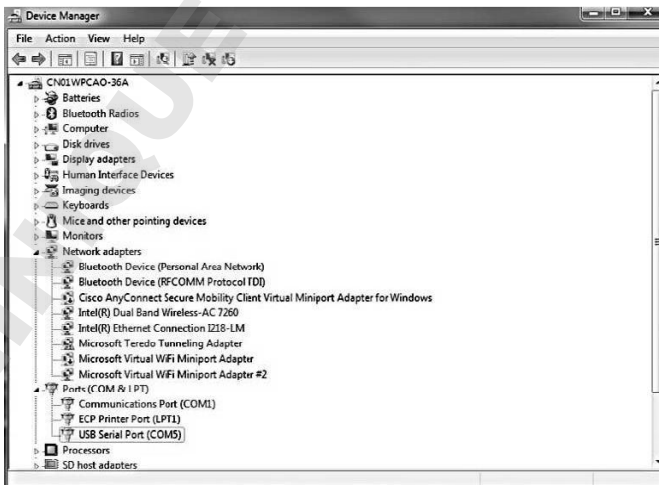 Device Manager
File Action View Help
CN01WPCAO-36A
Batteries
Bluetooth Radios
Computer
Disk drives
Display adapters
Human Interface Devices
Imaging devices
Keyboards
Mice and other pointing devices
Monitors
Network adapters
Bluetooth Device (Personal Area Network)
Bluetooth Device (RFCOMM Protocol TDI)
Cisco AnyConnect Secure Mobility Client Virtual Miniport Adapter for Windows
Intel(R) Dual Band Wireless-AC 7260
Intel(R) Ethernet Connection I218-LM
Microsoft Teredo Tunneling Adapter
Microsoft Virtual WiFi Miniport Adapter
Microsoft Virtual WiFi Miniport Adapter #2
Ports (COM & LPT)
Communications Port (COM1)
ECP Printer Port (LPT1)
USB Serial Port (COM5)
Processors
SD host adapters